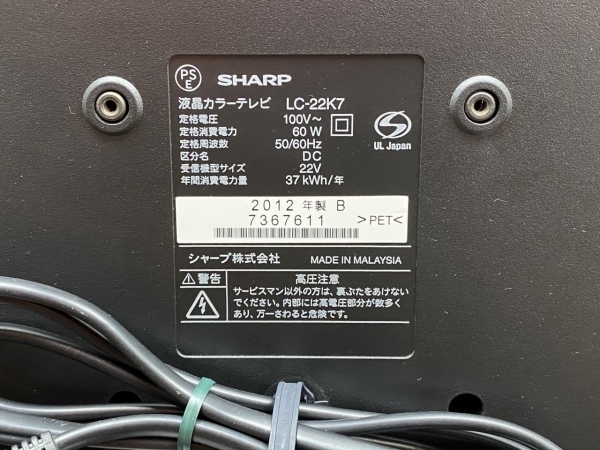 PS E SHARP
液晶カラーテレビ LC-22K7
定格電圧 100V～
定格消費電力 60W
定格周波数 50/60Hz
区分名 DC
受信機型サイズ 22V
年間消費電力量 37kWh/年
UL Japan
2012年製 B
7367611 >PET<
シャープ株式会社 MADE IN MALAYSIA
⚠警告 高圧注意
サービスマン以外の方は、裏ぶたをあけない
でください。内部には高電圧部分が数多く
あり、万一さわると危険です。